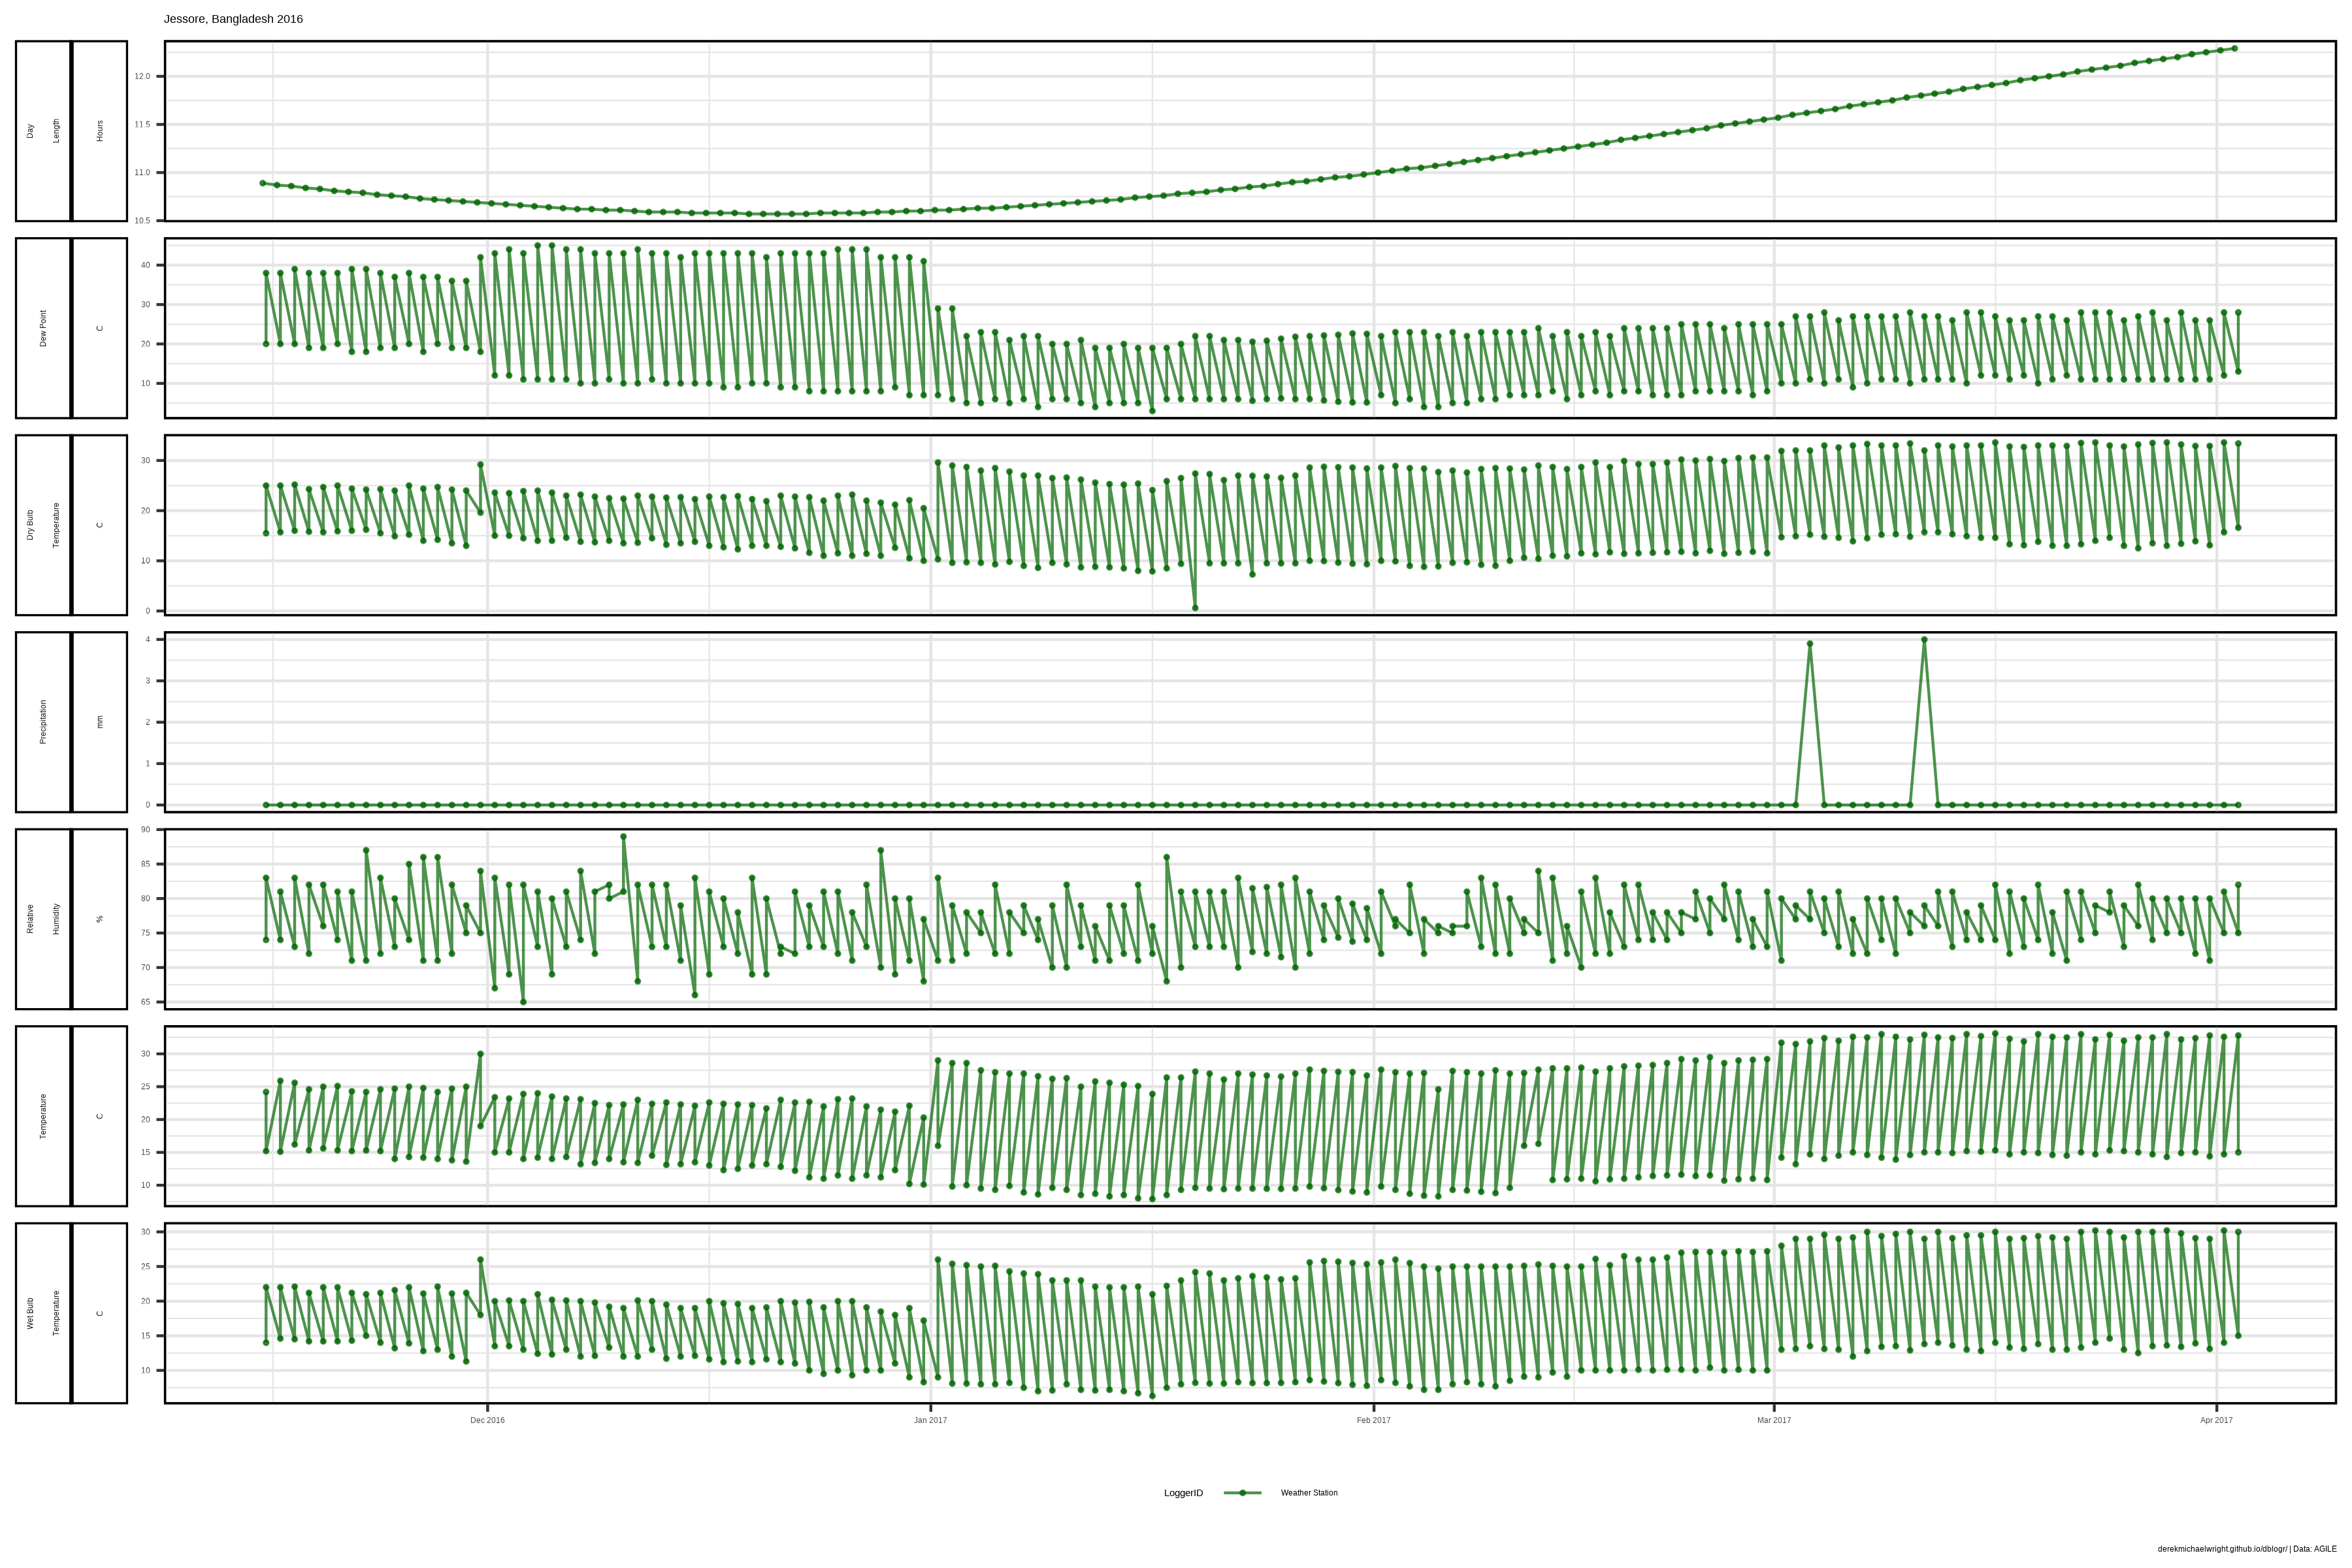 Jessore, Bangladesh 2016
Day
Length
Hours
12.0
11.5
11.0
10.5
Dew Point
C
40
30
20
10
Dry Bulb
Temperature
C
30
20
10
0
Precipitation
mm
4
3
2
1
0
Relative
Humidity
%
90
85
80
75
70
65
Temperature
C
30
25
20
15
10
Wet Bulb
Temperature
C
30
25
20
15
10
Dec 2016
Jan 2017
Feb 2017
Mar 2017
Apr 2017
LoggerID
Weather Station
derekmichaelwright.github.io/dblogr/ | Data: AGILE